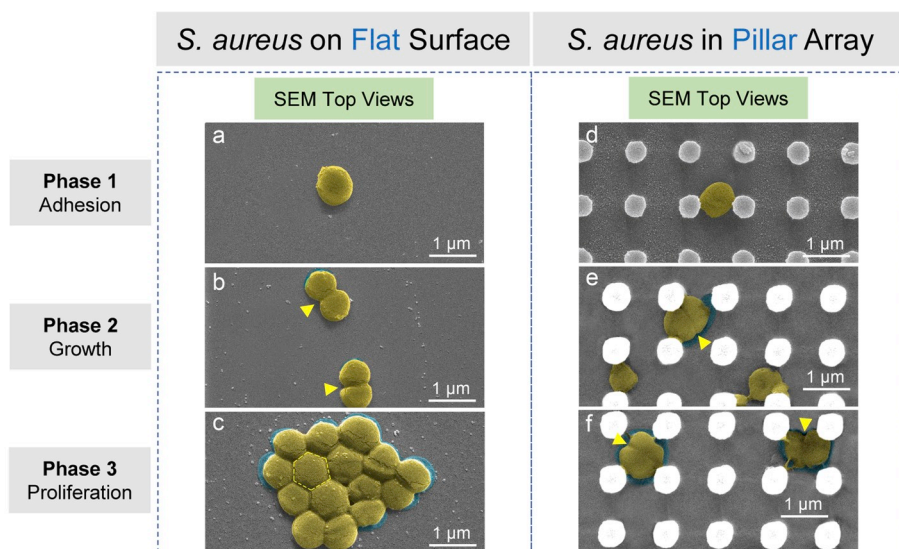 S. aureus on Flat Surface
S. aureus in Pillar Array
SEM Top Views
SEM Top Views
Phase 1
Adhesion
a
1 µm
d
1 µm
Phase 2
Growth
b
1 µm
e
1 µm
Phase 3
Proliferation
c
1 µm
f
1 µm